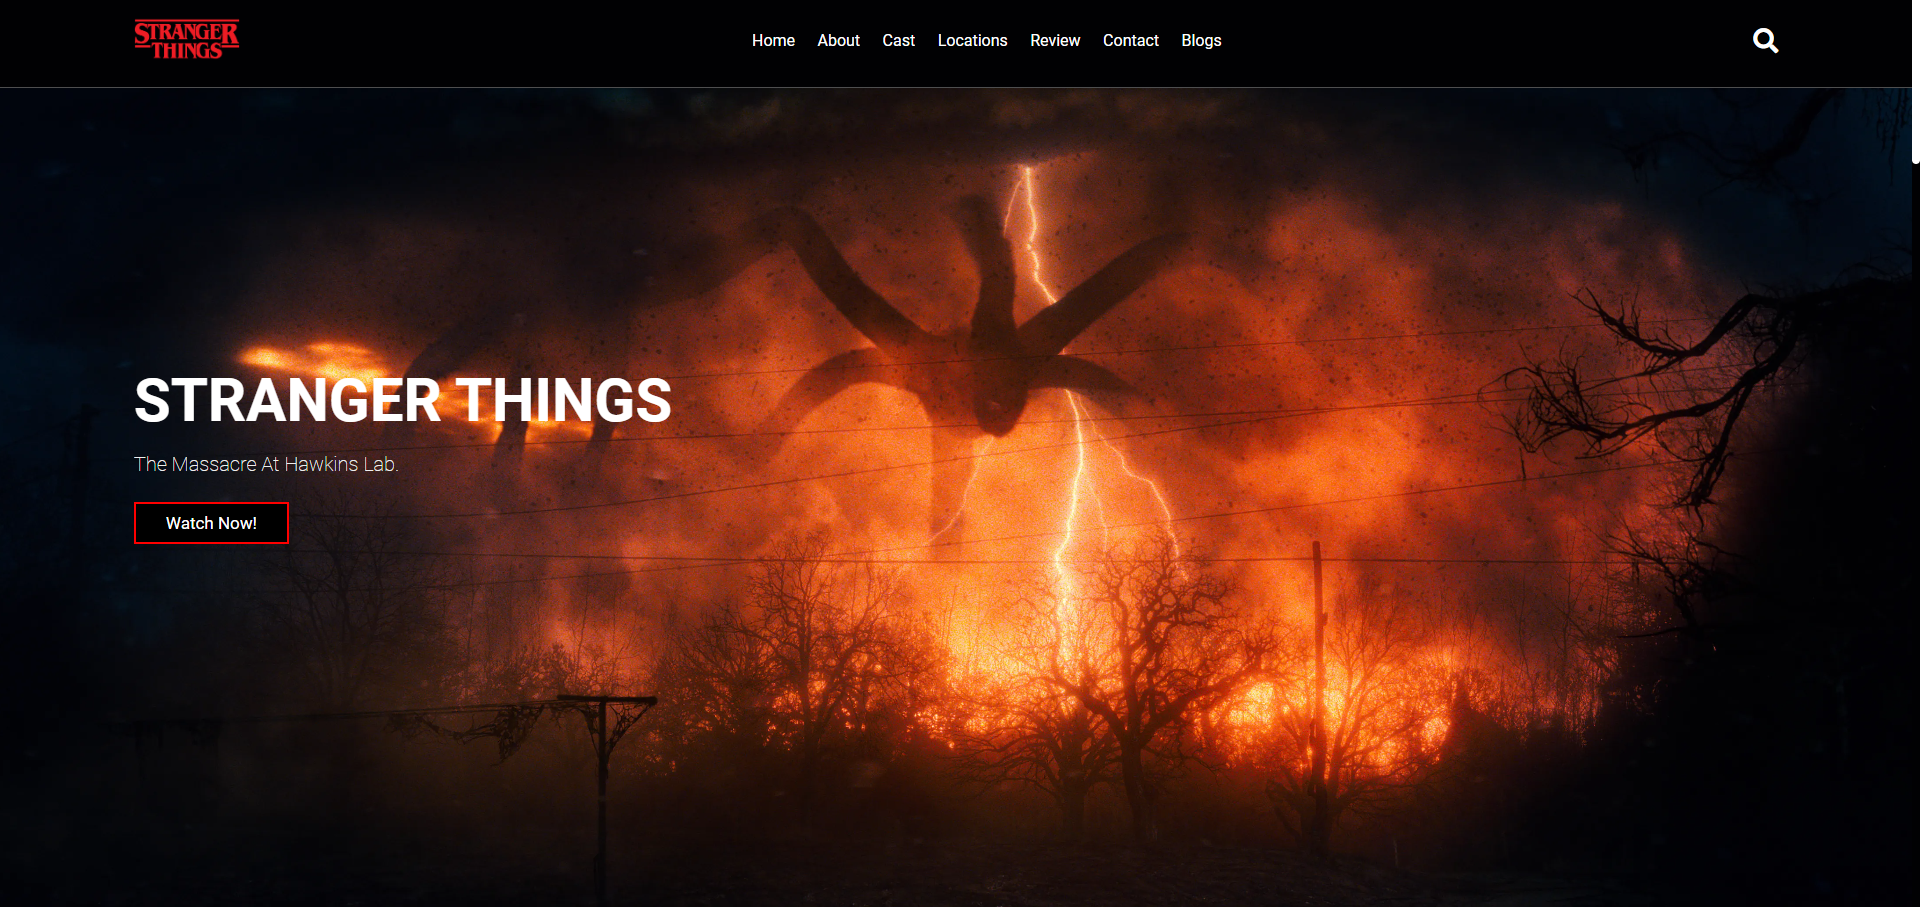 STRANGER
THINGS
Home About Cast Locations Review Contact Blogs
STRANGER THINGS
The Massacre At Hawkins Lab.
Watch Now!